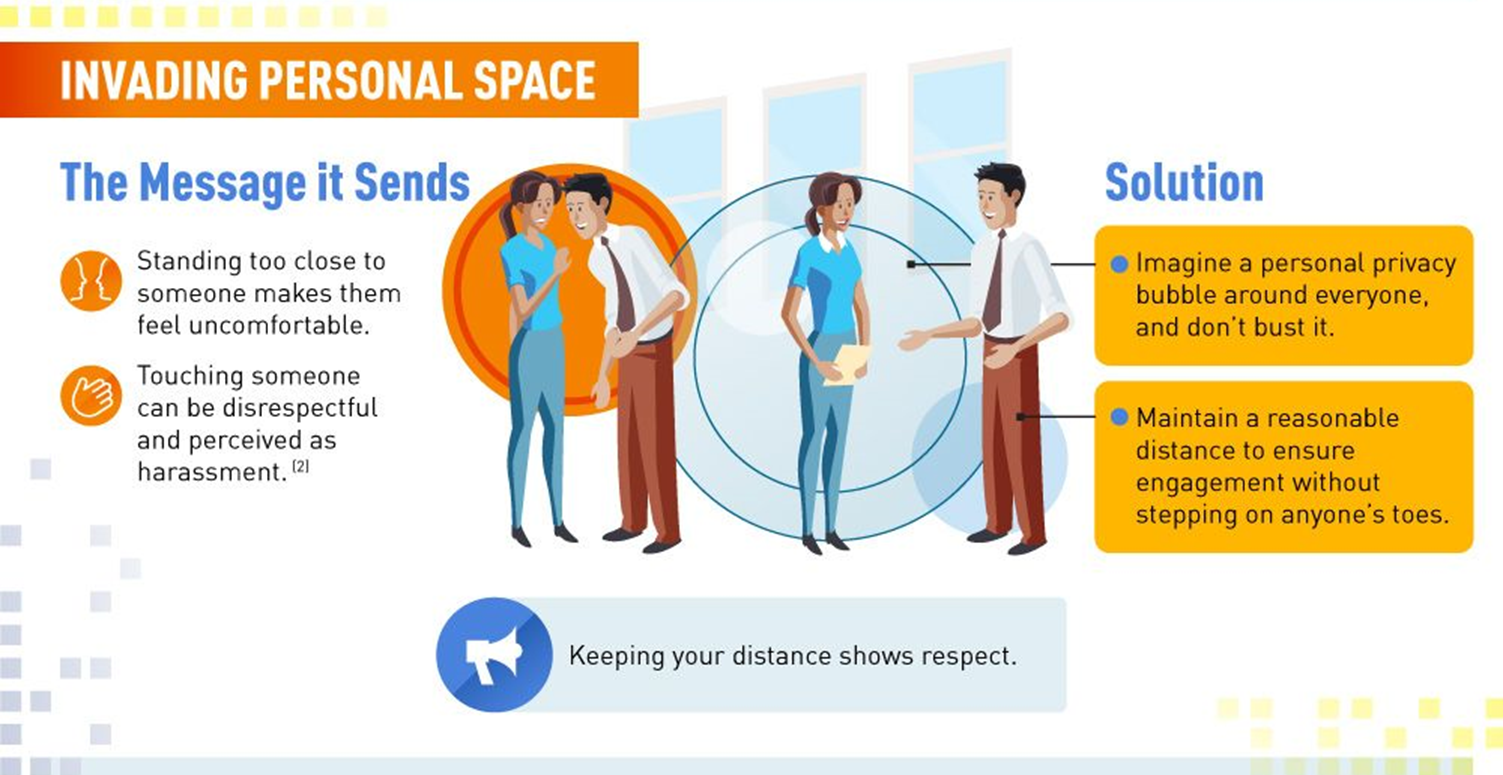 INVADING PERSONAL SPACE
The Message it Sends
Standing too close to
someone makes them
feel uncomfortable.
Touching someone
can be disrespectful
and perceived as
harassment. [2]
Solution
Imagine a personal privacy
bubble around everyone,
and don't bust it.
Maintain a reasonable
distance to ensure
engagement without
stepping on anyone's toes.
Keeping your distance shows respect.